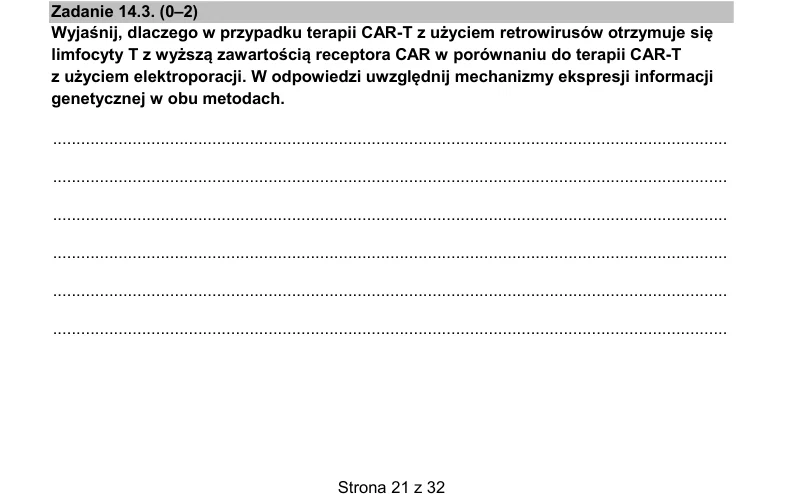 Zadanie 14.3. (0–2)
Wyjaśnij, dlaczego w przypadku terapii CAR-T z użyciem retrowirusów otrzymuje się
limfocyty T z wyższą zawartością receptora CAR w porównaniu do terapii CAR-T
z użyciem elektroporacji. W odpowiedzi uwzględnij mechanizmy ekspresji informacji
genetycznej w obu metodach.
Strona 21 z 32